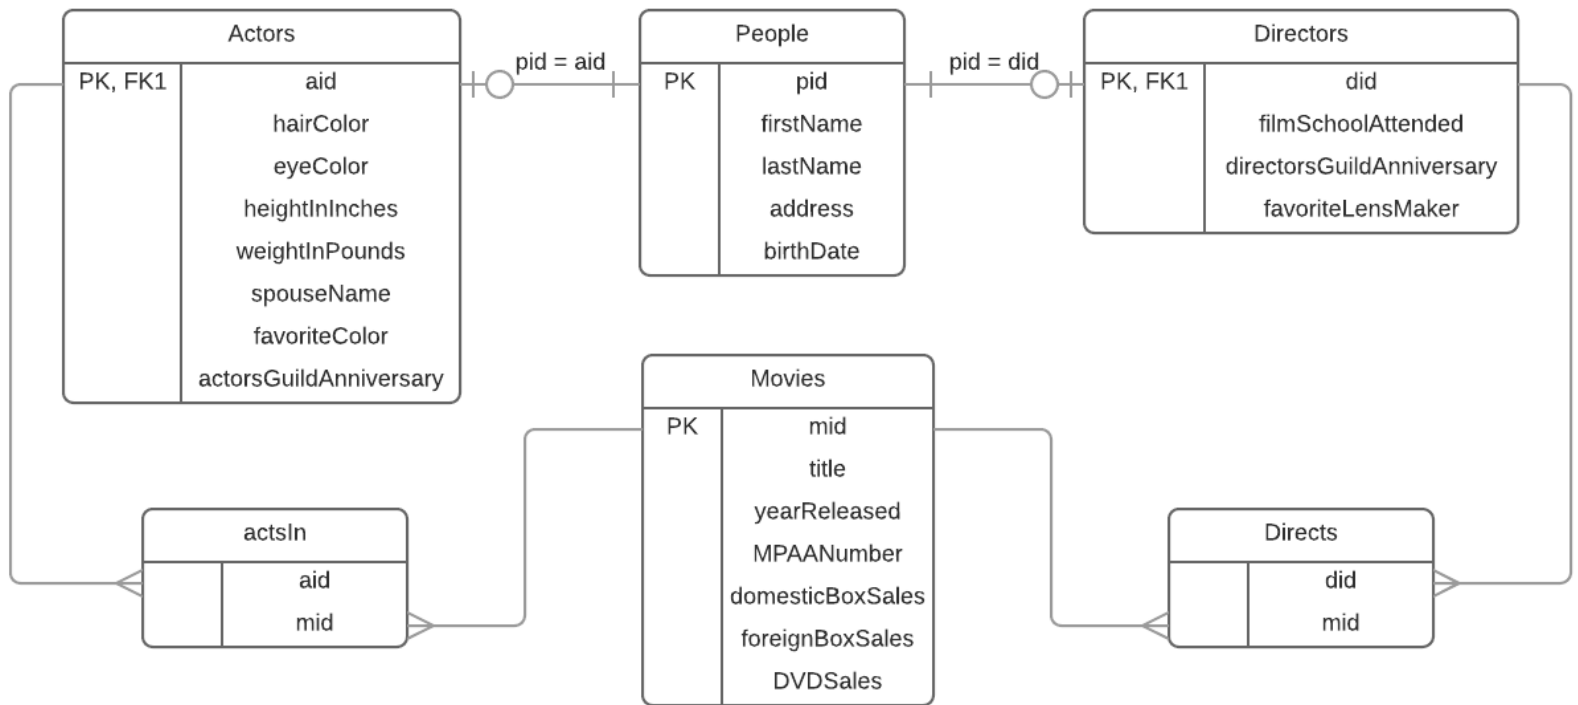 Actors
PK, FK1 aid
hairColor
eyeColor
heightInInches
weightInPounds
spouseName
favoriteColor
actorsGuildAnniversary
pid = aid
People
PK pid
firstName
lastName
address
birthDate
pid = did
Directors
PK, FK1 did
filmSchoolAttended
directorsGuildAnniversary
favoriteLensMaker
actsIn
aid
mid
Movies
PK mid
title
yearReleased
MPAANumber
domesticBoxSales
foreignBoxSales
DVDSales
Directs
did
mid